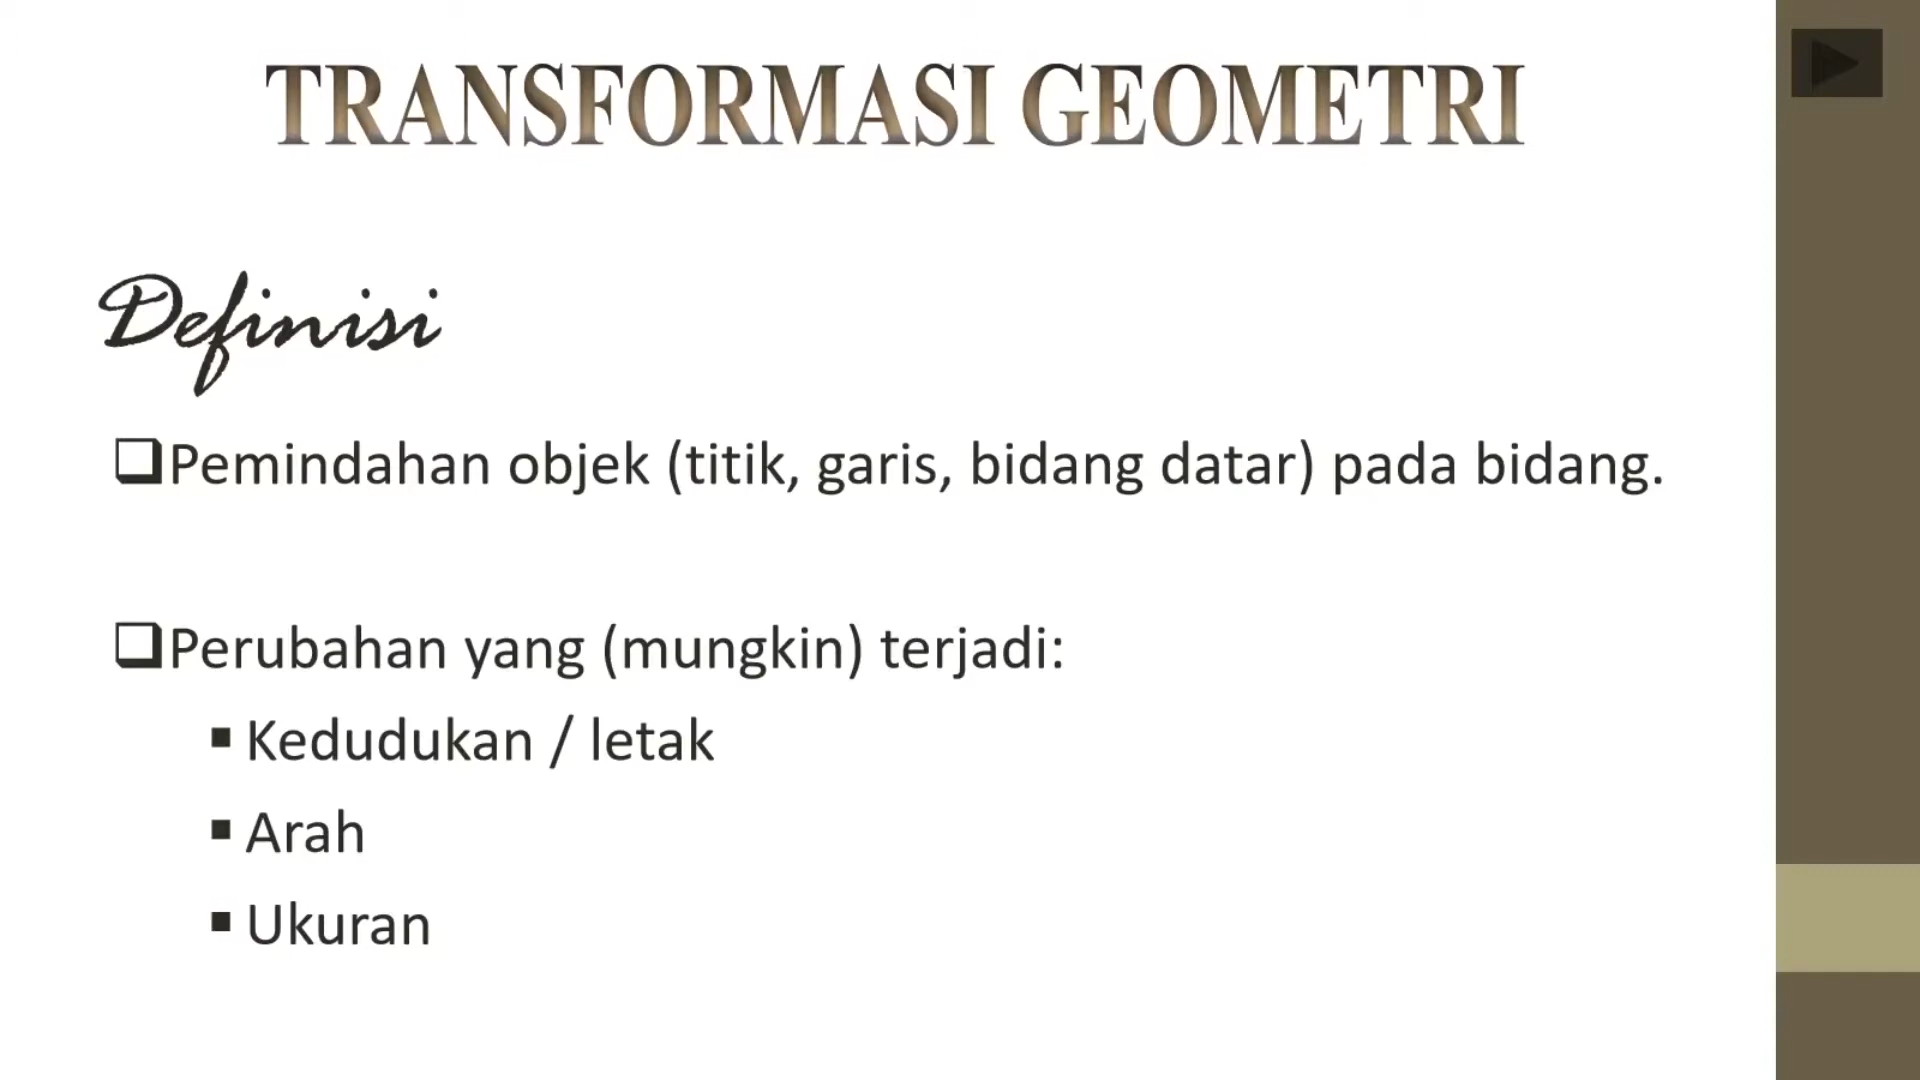 TRANSFORMASI GEOMETRI
Definisi
Pemindahan objek (titik, garis, bidang datar) pada bidang.
Perubahan yang (mungkin) terjadi:
Kedudukan / letak
Arah
Ukuran